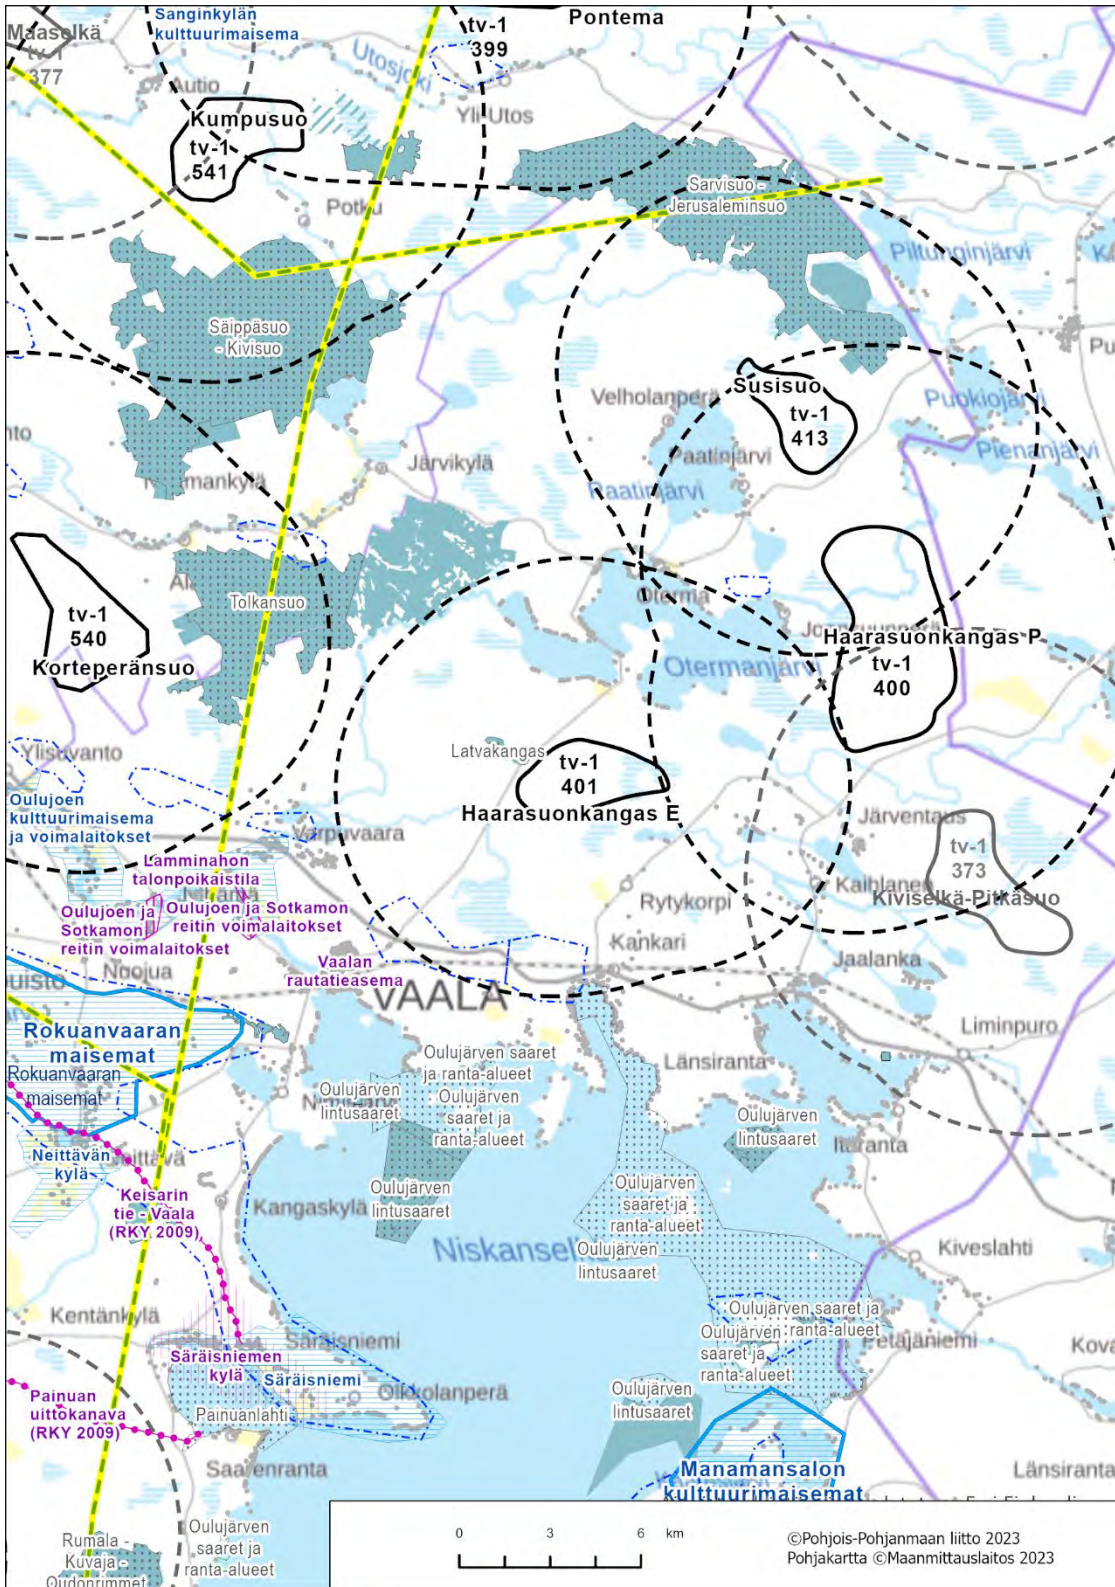 Maaselkä
tv-1
377
Sanginkylän
kulttuurimaisema
tv-1
399
Pontema
Utosjoki
Autio
Yli-Utos
Kumpusuo
tv-1
541
Potku
Sarvisuo -
Jerusaleminsuo
Piltunginjärvi
Säippäsuo
- Kivisuo
Pu
Velholanperä
Susisuo
tv-1
413
Puokiojärvi
Pienanjärvi
Järvikylä
Paatinjärvi
Raatinjärvi
Tolkansuo
Oterma
tv-1
540
Korteperänsuo
Haarasuonkangas P
tv-1
400
Otermanjärvi
Ylisuvanto
Latvakangas
tv-1
401
Haarasuonkangas E
Oulujoen
kulttuurimaisema
ja voimalaitokset
Varpuvaara
Järventaus
tv-1
373
Kiviselkä-Pitkäsuo
Kaihlanen
Lamminahon
talonpoikaistila
Oulujoen ja
Sotkamon
reitin voimalaitokset
Oulujoen ja Sotkamon
reitin voimalaitokset
Rytykorpi
Kankari
Jaalanka
Nuojua
Vaalan
rautatieasema
VAALA
Liminpuro
Rokuanvaaran
maisemat
Rokuanvaaran
maisemat
Oulujärven saaret
ja ranta-alueet
Länsiranta
Oulujärven
lintusaaret
Oulujärven
saaret ja
ranta-alueet
Oulujärven
lintusaaret
Itäranta
Neittävän
kylä
Neittävä
Keisarin
tie - Vaala
(RKY 2009)
Kangaskylä
Oulujärven
lintusaaret
Oulujärven
saaret ja
ranta-alueet
Niskanselkä
Oulujärven
lintusaaret
Kiveslahti
Kentänkylä
Säräisniemi
Oulujärven saaret ja
ranta-alueet
Oulujärven
saaret ja
ranta-alueet
Petäjäniemi
Kova
Säräisniemen
kylä
Säräisniemi
Oikkolanperä
Painuan
uittokanava
(RKY 2009)
Painuanlahti
Oulujärven
lintusaaret
Saarenranta
Manamansalon
kulttuurimaisemat
Länsiranta
Rumala -
Kuvaja -
Oudonrimmet
Oulujärven
saaret ja
ranta-alueet
0 3 6 km
©Pohjois-Pohjanmaan liitto 2023
Pohjakartta ©Maanmittauslaitos 2023